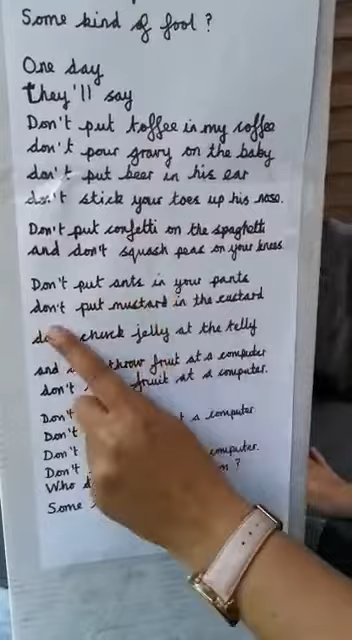 Some kind of fool?
One day
they'll say
Don't put toffee in my coffee
don't pour gravy on the baby
don't put beer in his ear
don't stick your toes up his nose.
Don't put confetti on the spaghetti
and don't squash peas on your knees
Don't put ants in your pants
don't put mustard in the custard
chuck jelly at the telly
and throw fruit at a computer
don't fruit at a computer.
Don't a computer
Don't
Don't computer.
Don't ?
Who
Some